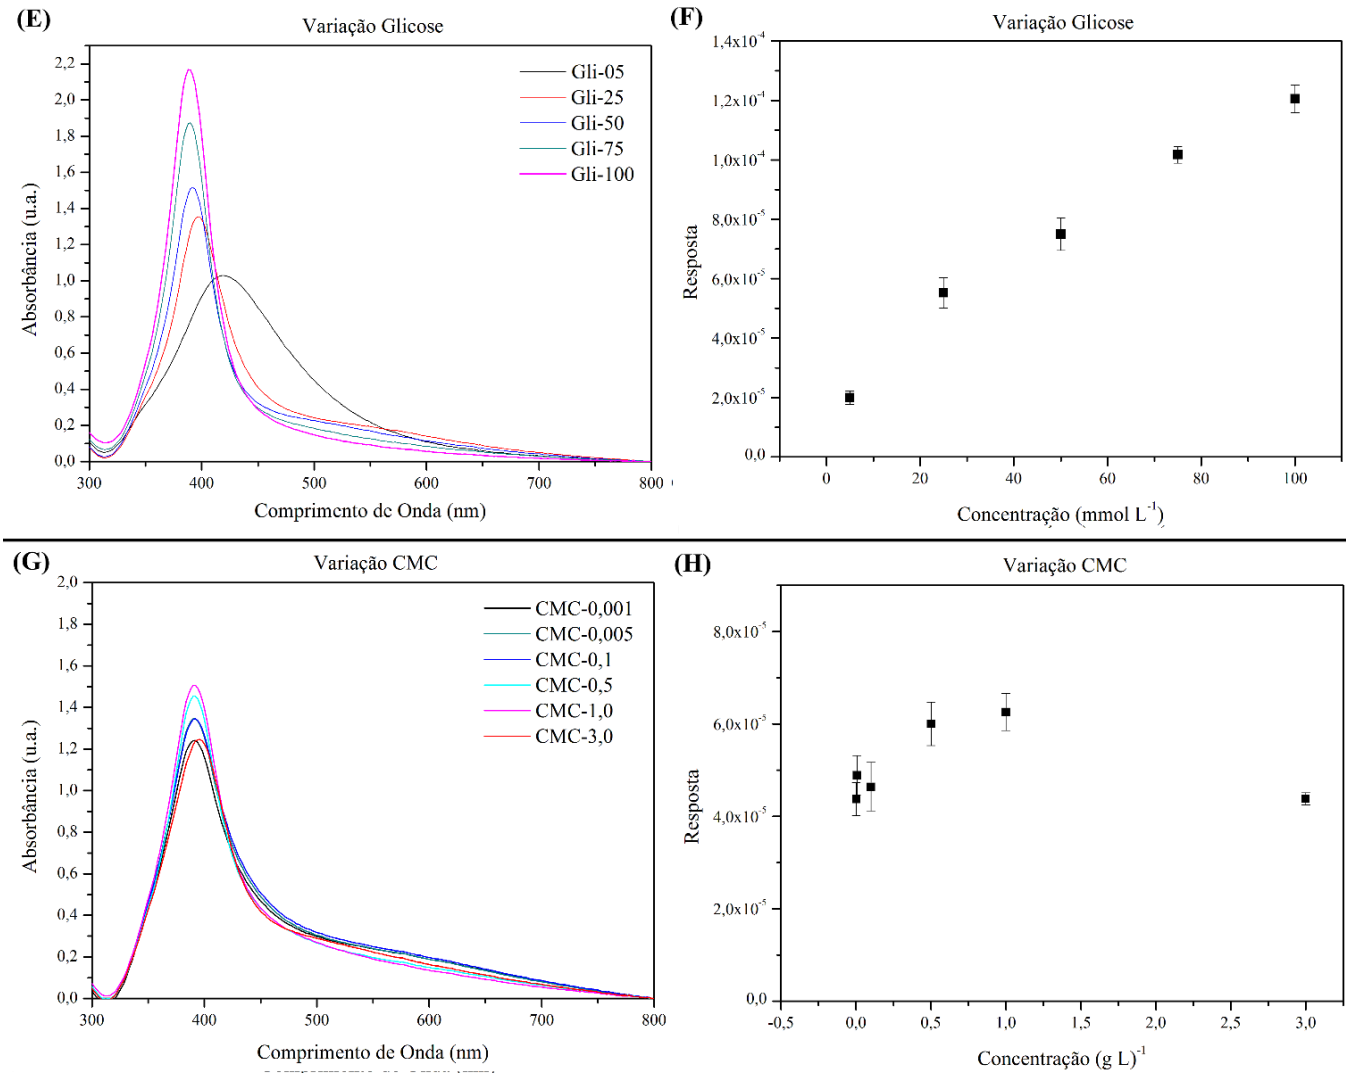 (E)
Variação Glicose
2,2
2,0
1,8
1,6
1,4
1,2
1,0
0,8
0,6
0,4
0,2
0,0
Absorbância (u.a.)
Gli-05
Gli-25
Gli-50
Gli-75
Gli-100
300 400 500 600 700 800
Comprimento de Onda (nm)
(F)
Variação Glicose
1,4x10⁻⁴
1,2x10⁻⁴
1,0x10⁻⁴
8,0x10⁻⁵
6,0x10⁻⁵
4,0x10⁻⁵
2,0x10⁻⁵
0,0
Resposta
0 20 40 60 80 100
Concentração (mmol L⁻¹)
(G)
Variação CMC
2,0
1,8
1,6
1,4
1,2
1,0
0,8
0,6
0,4
0,2
0,0
Absorbância (u.a.)
CMC-0,001
CMC-0,005
CMC-0,1
CMC-0,5
CMC-1,0
CMC-3,0
300 400 500 600 700 800
Comprimento de Onda (nm)
(H)
Variação CMC
8,0x10⁻⁵
6,0x10⁻⁵
4,0x10⁻⁵
2,0x10⁻⁵
0,0
Resposta
-0,5 0,0 0,5 1,0 1,5 2,0 2,5 3,0
Concentração (g L)⁻¹